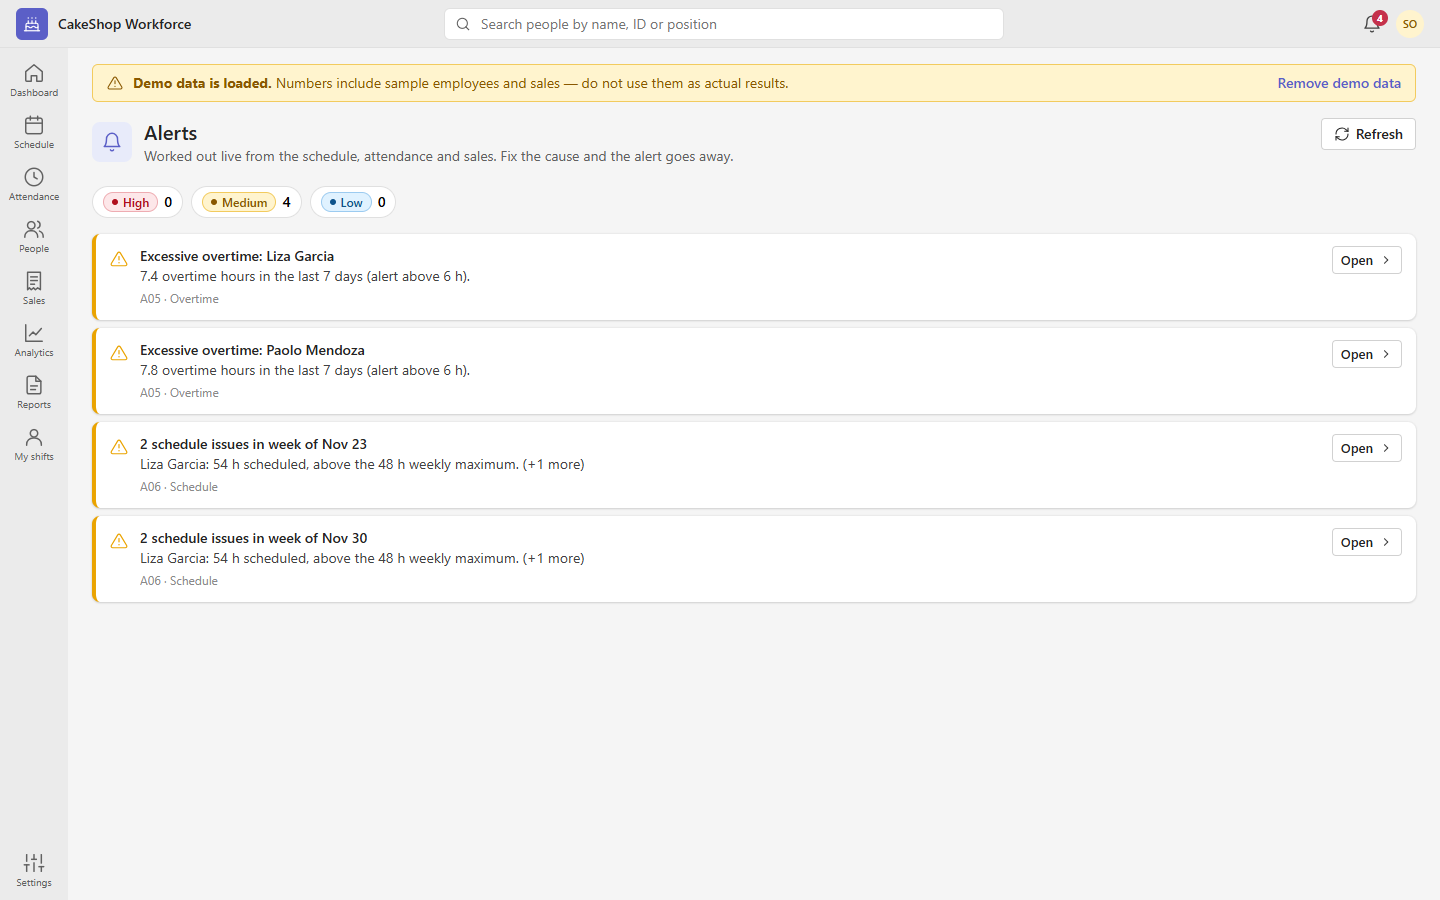 CakeShop Workforce
Search people by name, ID or position
4
SO
Dashboard
Schedule
Attendance
People
Sales
Analytics
Reports
My shifts
Settings
Demo data is loaded. Numbers include sample employees and sales — do not use them as actual results.
Remove demo data
Alerts
Worked out live from the schedule, attendance and sales. Fix the cause and the alert goes away.
Refresh
High 0
Medium 4
Low 0
Excessive overtime: Liza Garcia
7.4 overtime hours in the last 7 days (alert above 6 h).
A05 · Overtime
Open
Excessive overtime: Paolo Mendoza
7.8 overtime hours in the last 7 days (alert above 6 h).
A05 · Overtime
Open
2 schedule issues in week of Nov 23
Liza Garcia: 54 h scheduled, above the 48 h weekly maximum. (+1 more)
A06 · Schedule
Open
2 schedule issues in week of Nov 30
Liza Garcia: 54 h scheduled, above the 48 h weekly maximum. (+1 more)
A06 · Schedule
Open